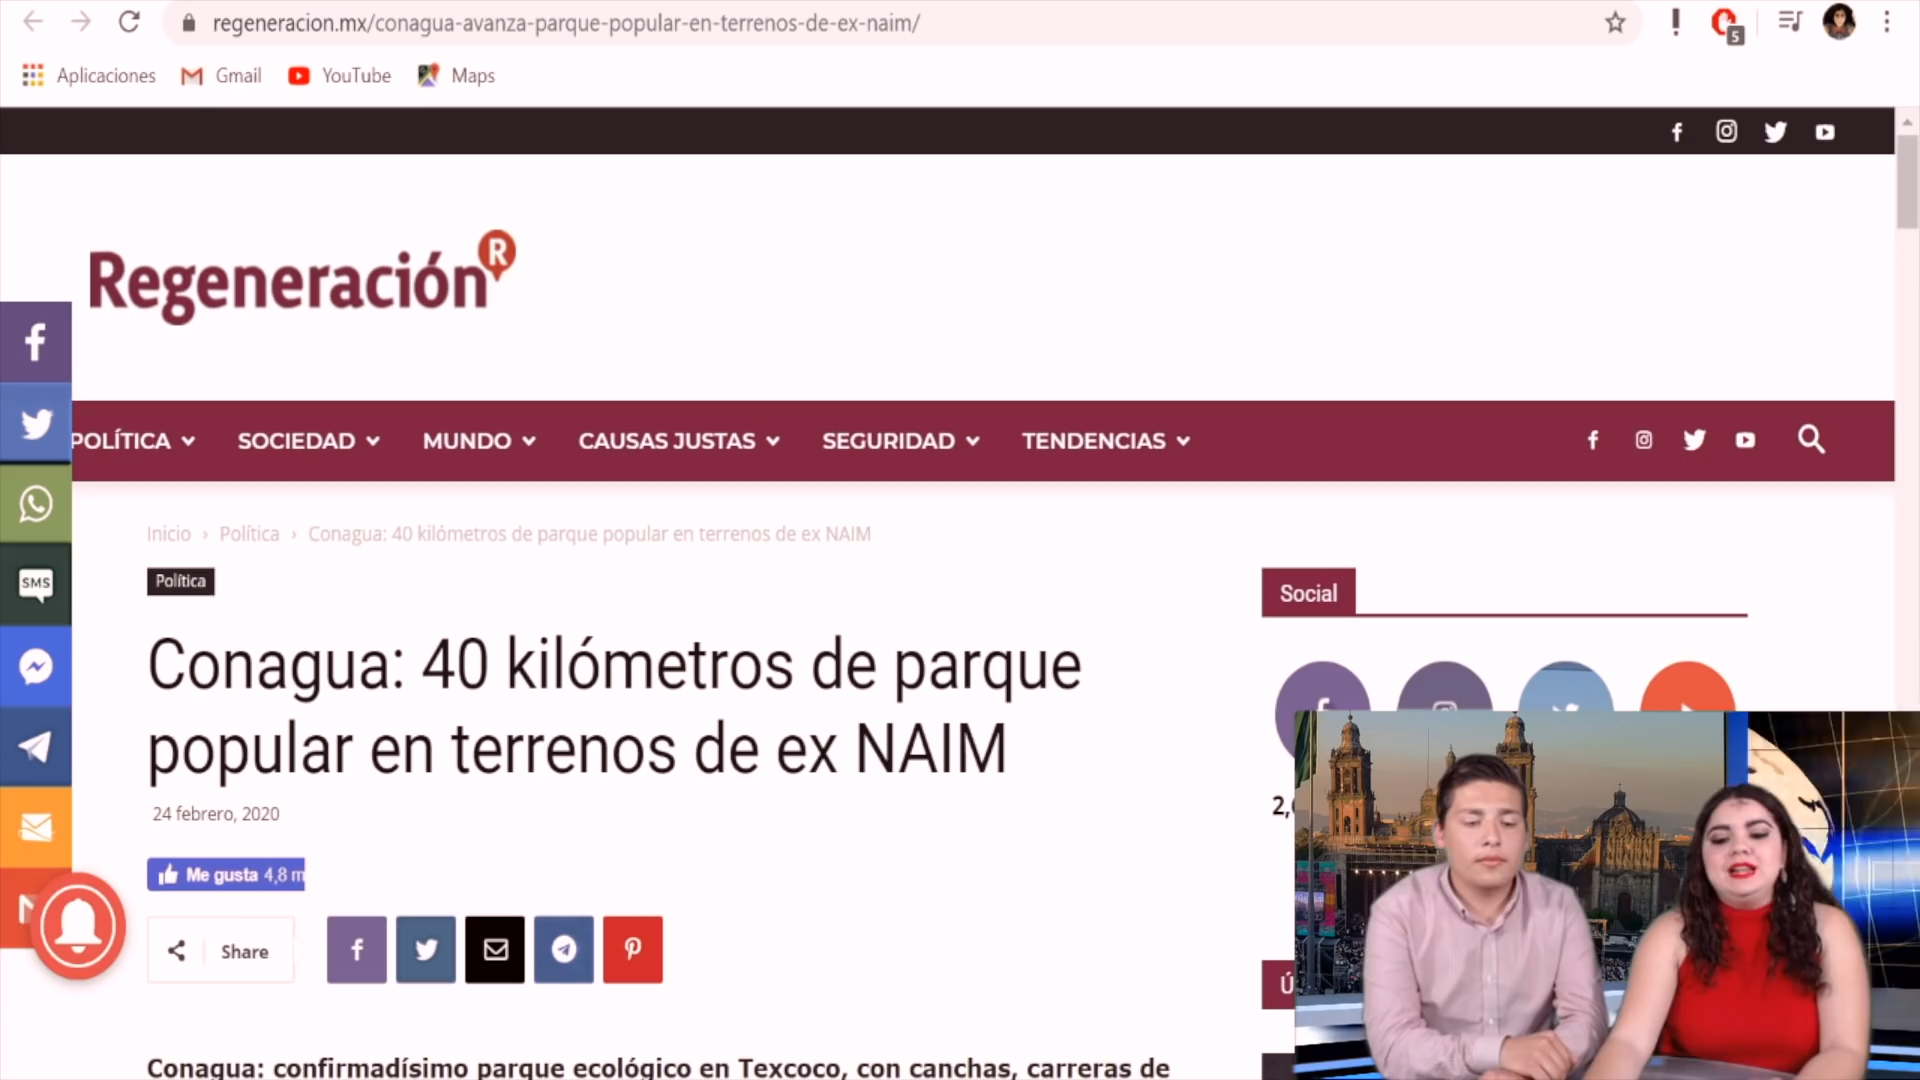 regeneracion.mx/conagua-avanza-parque-popular-en-terrenos-de-ex-naim/
5
Aplicaciones Gmail YouTube Maps
Regeneración R
POLÍTICA SOCIEDAD MUNDO CAUSAS JUSTAS SEGURIDAD TENDENCIAS
SMS
Inicio › Política › Conagua: 40 kilómetros de parque popular en terrenos de ex NAIM
Política
Conagua: 40 kilómetros de parque
popular en terrenos de ex NAIM
24 febrero, 2020
Me gusta 4,8 m
Share
Conagua: confirmadísimo parque ecológico en Texcoco, con canchas, carreras de
Social
2,
Ú